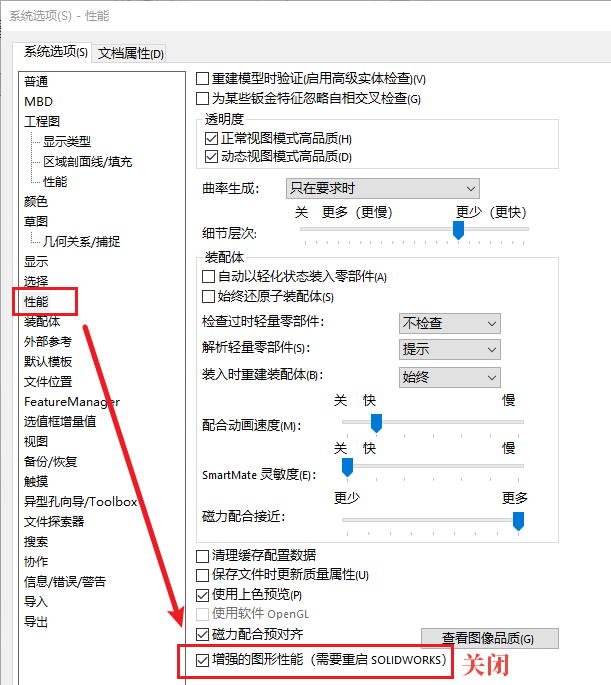 系统选项(S) - 性能
系统选项(S) 文档属性(D)
普通
MBD
工程图
显示类型
区域剖面线/填充
性能
颜色
草图
几何关系/捕捉
显示
选择
性能
装配体
外部参考
默认模板
文件位置
FeatureManager
选值框增量值
视图
备份/恢复
触摸
异型孔向导/Toolbox
文件探索器
搜索
协作
信息/错误/警告
导入
导出
重建模型时验证(启用高级实体检查)(V)
为某些钣金特征忽略自相交叉检查(G)
透明度
正常视图模式高品质(H)
动态视图模式高品质(D)
曲率生成: 只在要求时
关 更多（更慢） 更少（更快）
细节层次:
装配体
自动以轻化状态装入零部件(A)
始终还原子装配体(S)
检查过时轻量零部件: 不检查
解析轻量零部件(S): 提示
装入时重建装配体(B): 始终
关 快 慢
配合动画速度(M):
关 快 慢
SmartMate 灵敏度(E):
更少 更多
磁力配合接近:
清理缓存配置数据
保存文件时更新质量属性(U)
使用上色预览(P)
使用软件 OpenGL
磁力配合预对齐 查看图像品质(G)
增强的图形性能（需要重启 SOLIDWORKS） 关闭